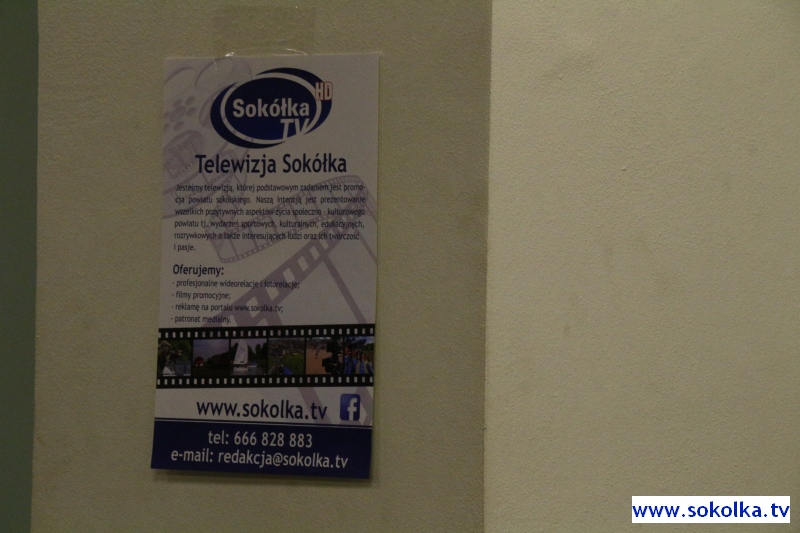 Sokółka HD
TV
Telewizja Sokółka
Jesteśmy telewizją, której podstawowym zadaniem jest promo-
cja powiatu sokólskiego. Naszą intencją jest prezentowanie
wszelkich pozytywnych aspektów życia społeczno - kulturowego
powiatu tj. wydarzeń sportowych, kulturalnych, edukacyjnych,
rozrywkowych a także interesujących ludzi oraz ich twórczość
i pasje.
Oferujemy:
- profesjonalne wideorelacje i fotorelacje;
- filmy promocyjne;
- reklamę na portalu www.sokolka.tv;
- patronat medialny.
www.sokolka.tv f
tel: 666 828 883
e-mail: redakcja@sokolka.tv
www.sokolka.tv